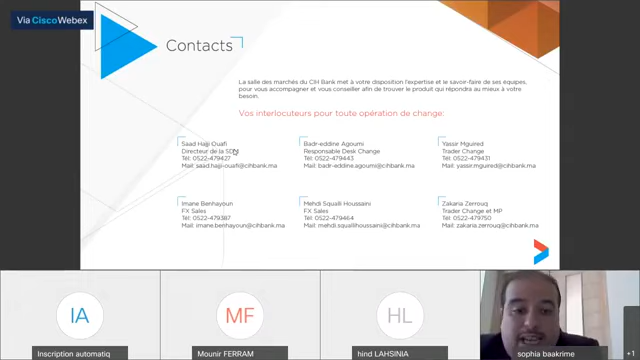 Via CiscoWebex
Contacts
La salle des marchés du CIH Bank met à votre disposition l'expertise et le savoir-faire de ses équipes,
pour vous accompagner et vous conseiller afin de trouver le produit qui répondra au mieux à votre
besoin.
Vos interlocuteurs pour toute opération de change:
Saad Hajji Ouafi
Directeur de la SDM
Tél: 0522-479427
Mail: saad.hajji-ouafi@cihbank.ma
Badr-eddine Agoumi
Responsable Desk Change
Tél: 0522-479443
Mail: badr-eddine.agoumi@cihbank.ma
Yassir Mguired
Trader Change
Tél: 0522-479431
Mail: yassir.mguired@cihbank.ma
Imane Benhayoun
FX Sales
Tél: 0522-479387
Mail: imane.benhayoun@cihbank.ma
Mehdi Squalli Houssaini
FX Sales
Tél: 0522-479464
Mail: mehdi.squallihoussaini@cihbank.ma
Zakaria Zerrouq
Trader Change et MP
Tél: 0522-479750
Mail: zakaria.zerrouq@cihbank.ma
IA
MF
HL
Inscription automatiq
Mounir FERRAM
hind LAHSINIA
sophia baakrime
+1